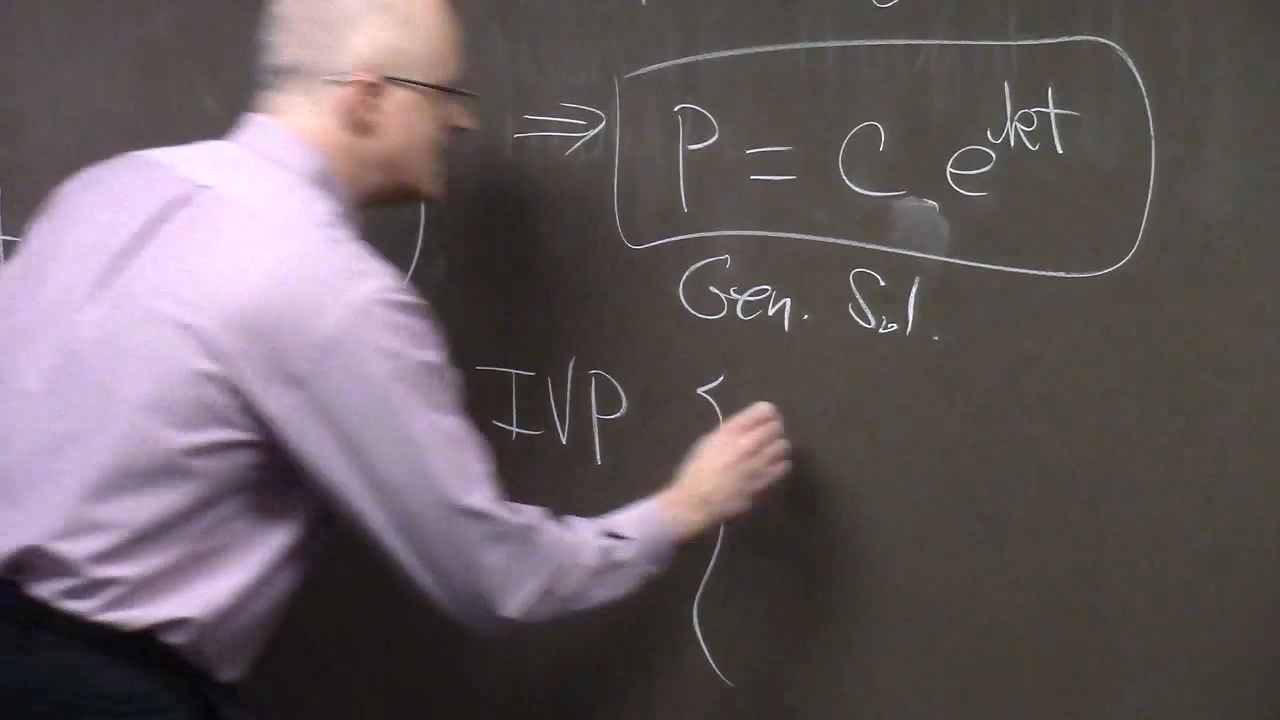 ⇒ P = C e^{kt}
Gen. Sol.
IVP {